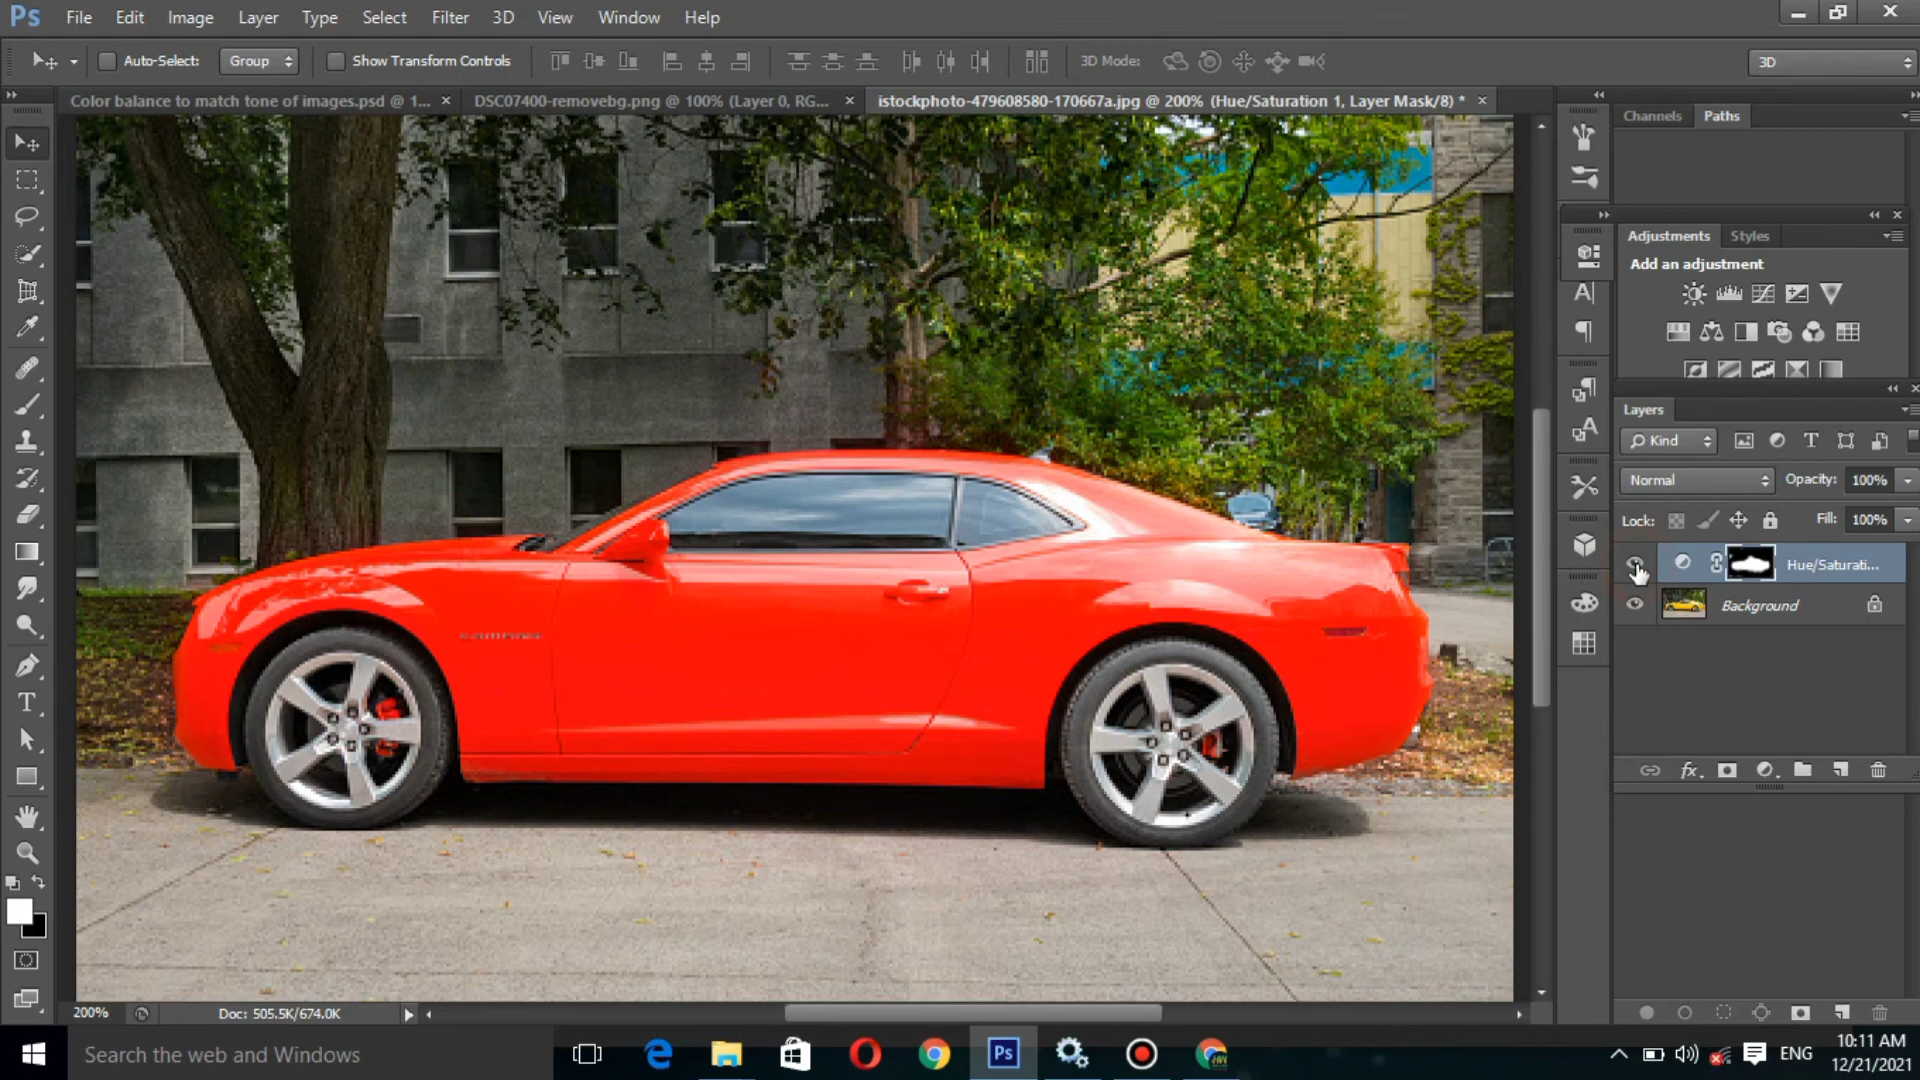 Ps File Edit Image Layer Type Select Filter 3D View Window Help
Auto-Select: Group Show Transform Controls 3D Mode: 3D
Color balance to match tone of images.psd @ 1... × DSC07400-removebg.png @ 100% (Layer 0, RG... × istockphoto-479608580-170667a.jpg @ 200% (Hue/Saturation 1, Layer Mask/8) * ×
Channels Paths
Adjustments Styles
Add an adjustment
Layers
Kind
Normal Opacity: 100%
Lock: Fill: 100%
Hue/Saturati...
Background
200% Doc: 505.5K/674.0K
Search the web and Windows
Ps
ENG
10:11 AM
12/21/2021